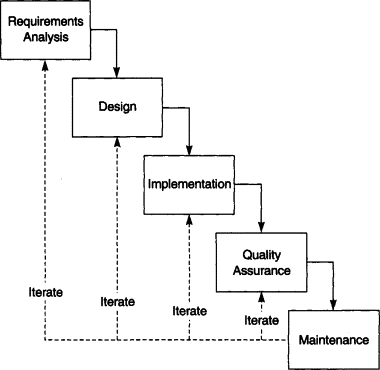 Requirements
Analysis
Design
Implementation
Quality
Assurance
Iterate
Iterate
Iterate
Iterate
Maintenance